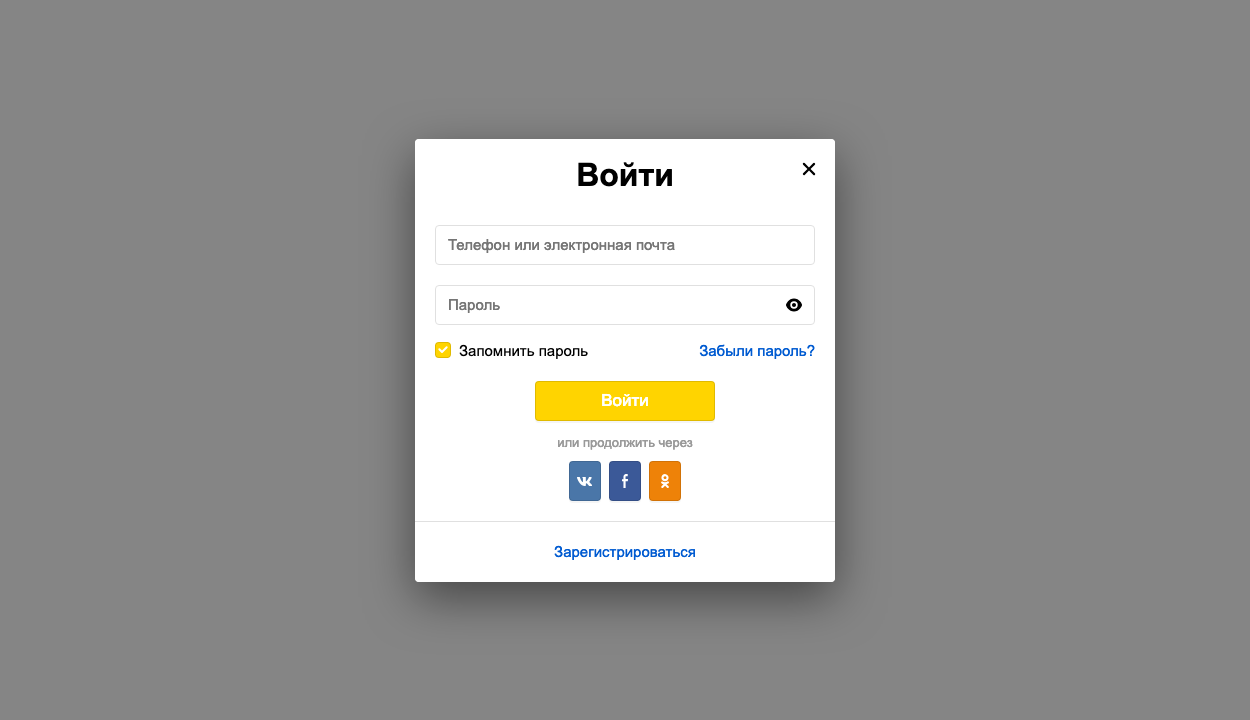 Войти
Телефон или электронная почта
Пароль
Запомнить пароль
Забыли пароль?
Войти
или продолжить через
Зарегистрироваться